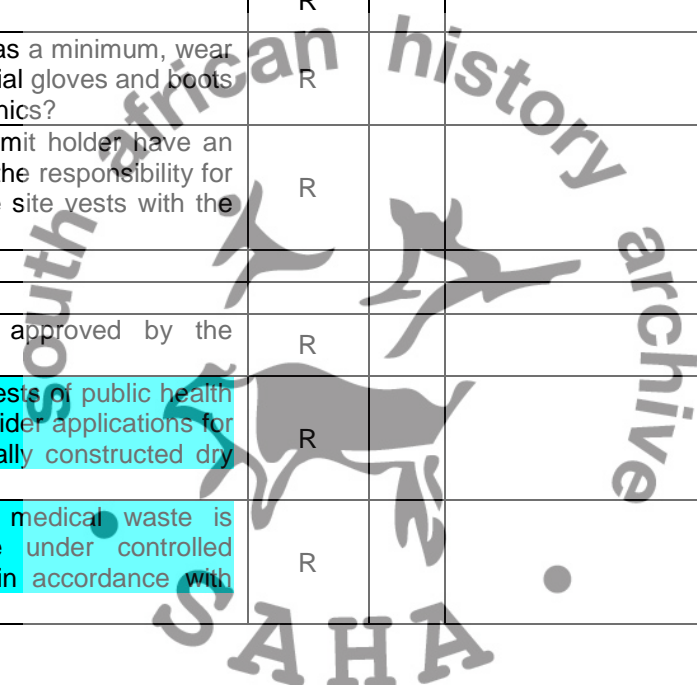 R
as a minimum, wear
ial gloves and boots
nics?
R
mit holder have an
the responsibility for
site vests with the
R
approved by the
R
ests of public health
ider applications for
ally constructed dry
R
medical waste is
under controlled
in accordance with
R
south african history archive
SAHA